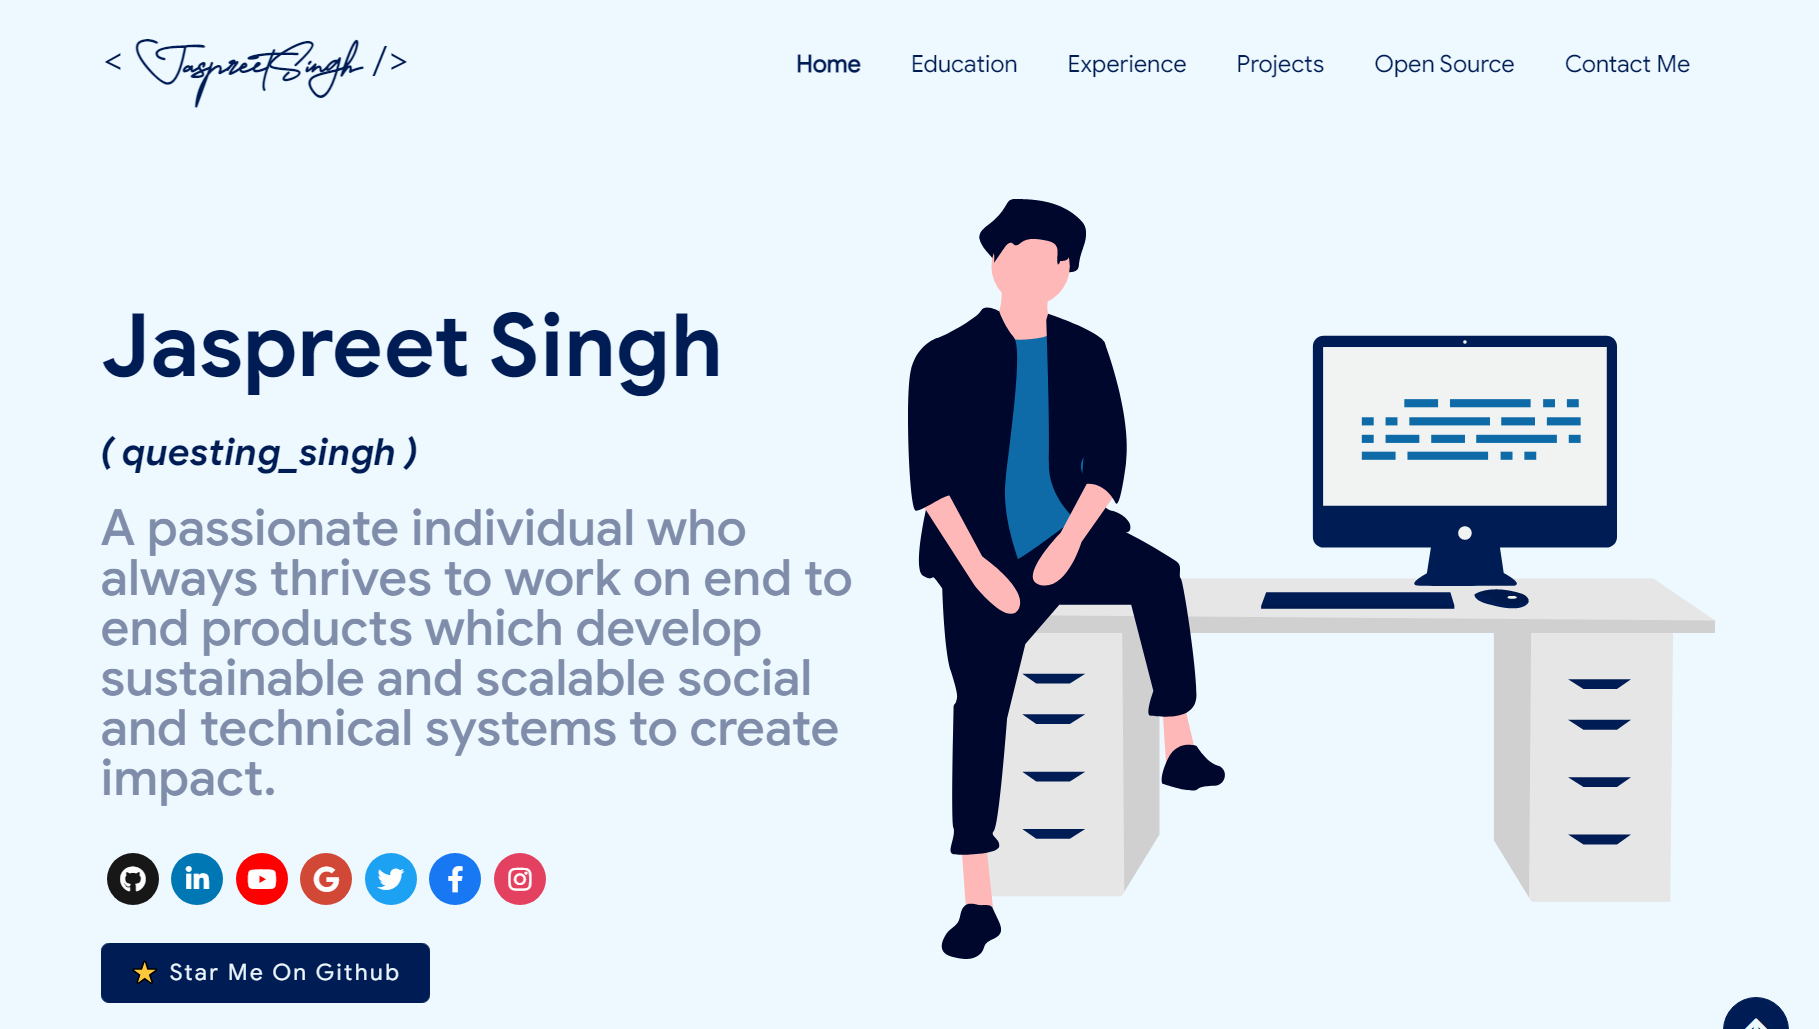 < JaspreetSingh />
Home Education Experience Projects Open Source Contact Me
Jaspreet Singh
( questing_singh )
A passionate individual who
always thrives to work on end to
end products which develop
sustainable and scalable social
and technical systems to create
impact.
Star Me On Github